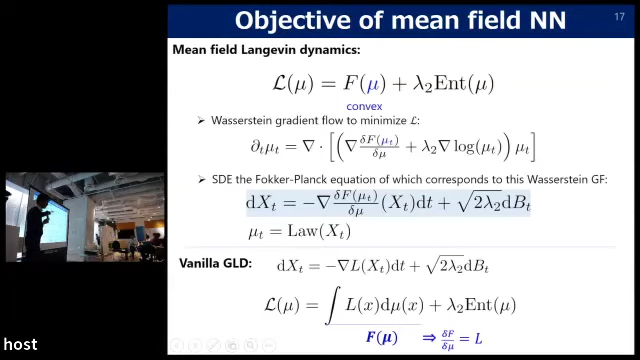 Objective of mean field NN
17
Mean field Langevin dynamics:
ℒ(μ) = F(μ) + λ₂Ent(μ)
convex
➢ Wasserstein gradient flow to minimize ℒ:
∂ₜμₜ = ∇ · [(∇ δF(μₜ)/δμ + λ₂∇ log(μₜ)) μₜ]
➢ SDE the Fokker-Planck equation of which corresponds to this Wasserstein GF:
dXₜ = −∇ δF(μₜ)/δμ (Xₜ)dt + √(2λ₂)dBₜ
μₜ = Law(Xₜ)
Vanilla GLD: dXₜ = −∇L(Xₜ)dt + √(2λ₂)dBₜ
ℒ(μ) = ∫ L(x)dμ(x) + λ₂Ent(μ)
F(μ) ⇒ δF/δμ = L
host